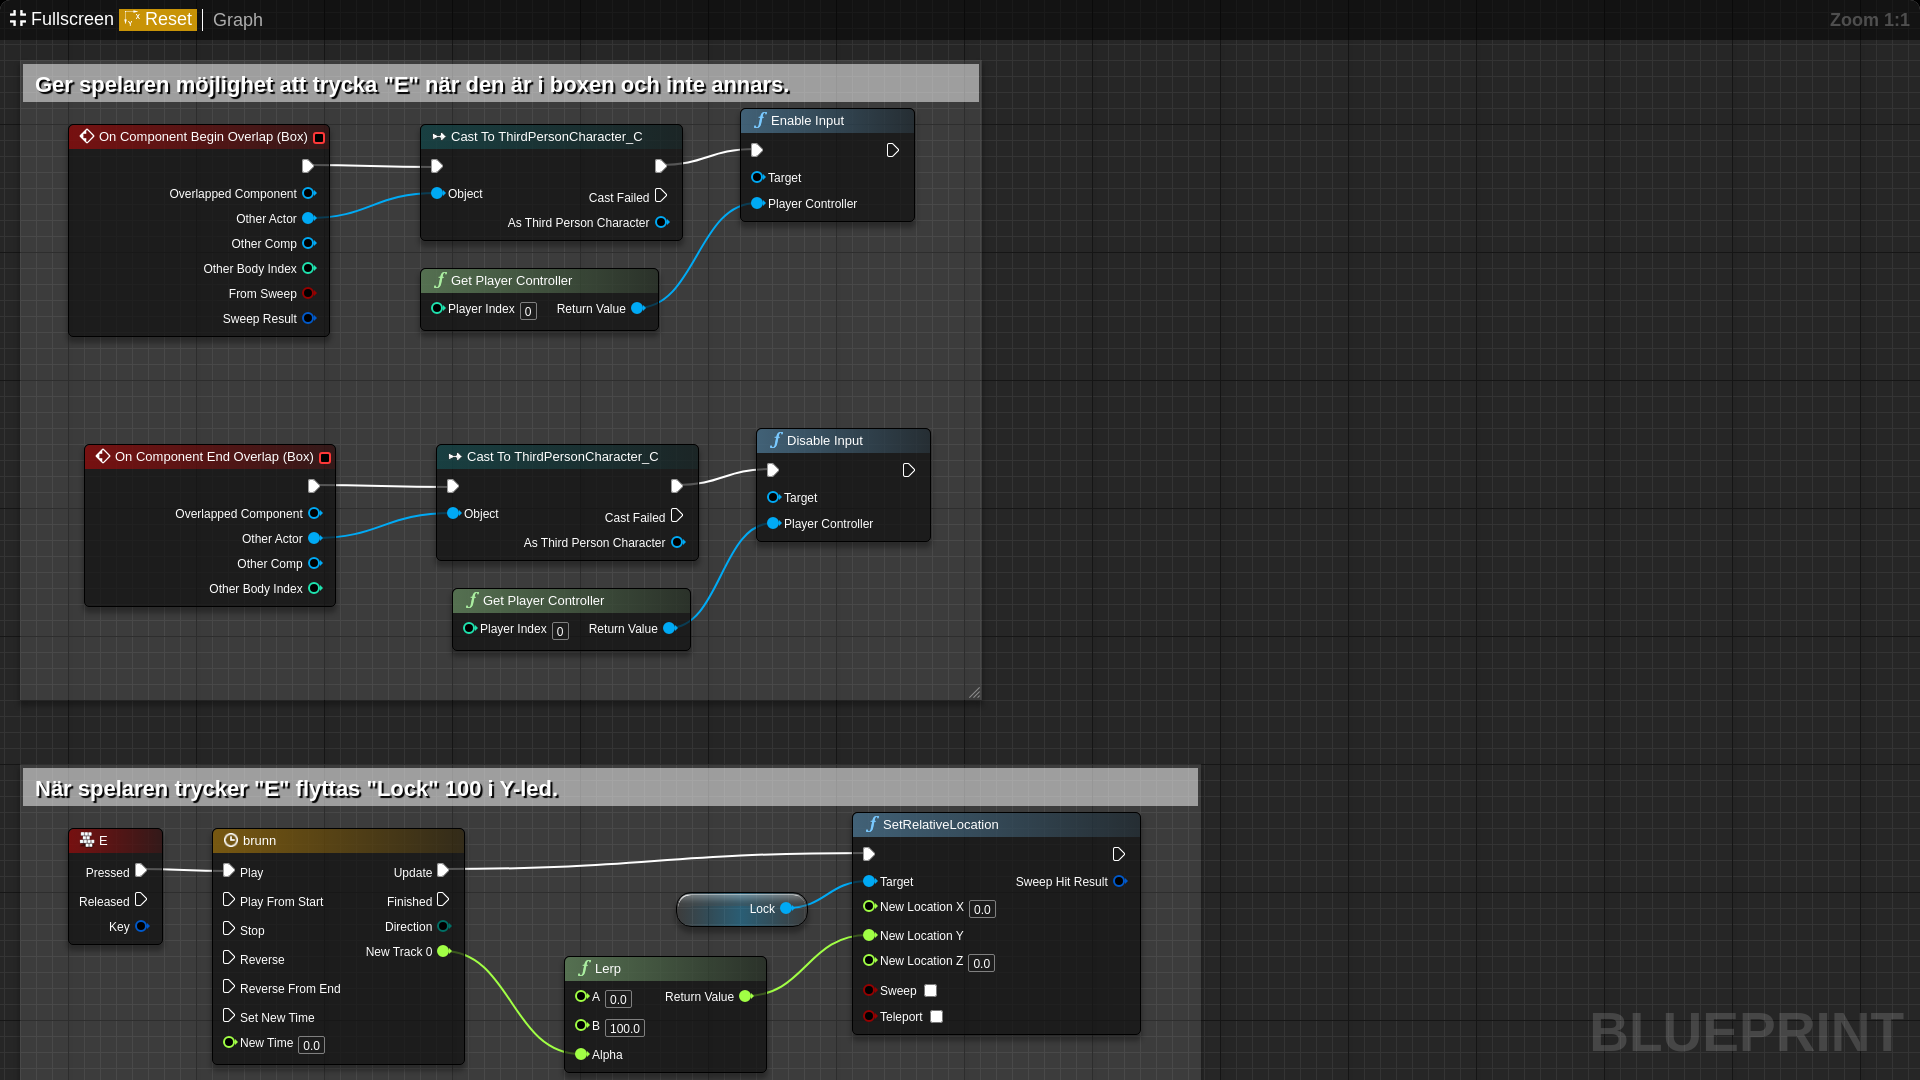 Fullscreen Reset Graph Zoom 1:1
Ger spelaren möjlighet att trycka "E" när den är i boxen och inte annars.
On Component Begin Overlap (Box)
Overlapped Component
Other Actor
Other Comp
Other Body Index
From Sweep
Sweep Result
Cast To ThirdPersonCharacter_C
Object
Cast Failed
As Third Person Character
Enable Input
Target
Player Controller
Get Player Controller
Player Index 0 Return Value
On Component End Overlap (Box)
Overlapped Component
Other Actor
Other Comp
Other Body Index
Cast To ThirdPersonCharacter_C
Object
Cast Failed
As Third Person Character
Disable Input
Target
Player Controller
Get Player Controller
Player Index 0 Return Value
När spelaren trycker "E" flyttas "Lock" 100 i Y-led.
E
Pressed
Released
Key
brunn
Play Update
Play From Start Finished
Stop Direction
Reverse New Track 0
Reverse From End
Set New Time
New Time 0.0
Lock
Lerp
A 0.0 Return Value
B 100.0
Alpha
SetRelativeLocation
Target Sweep Hit Result
New Location X 0.0
New Location Y
New Location Z 0.0
Sweep
Teleport
BLUEPRINT